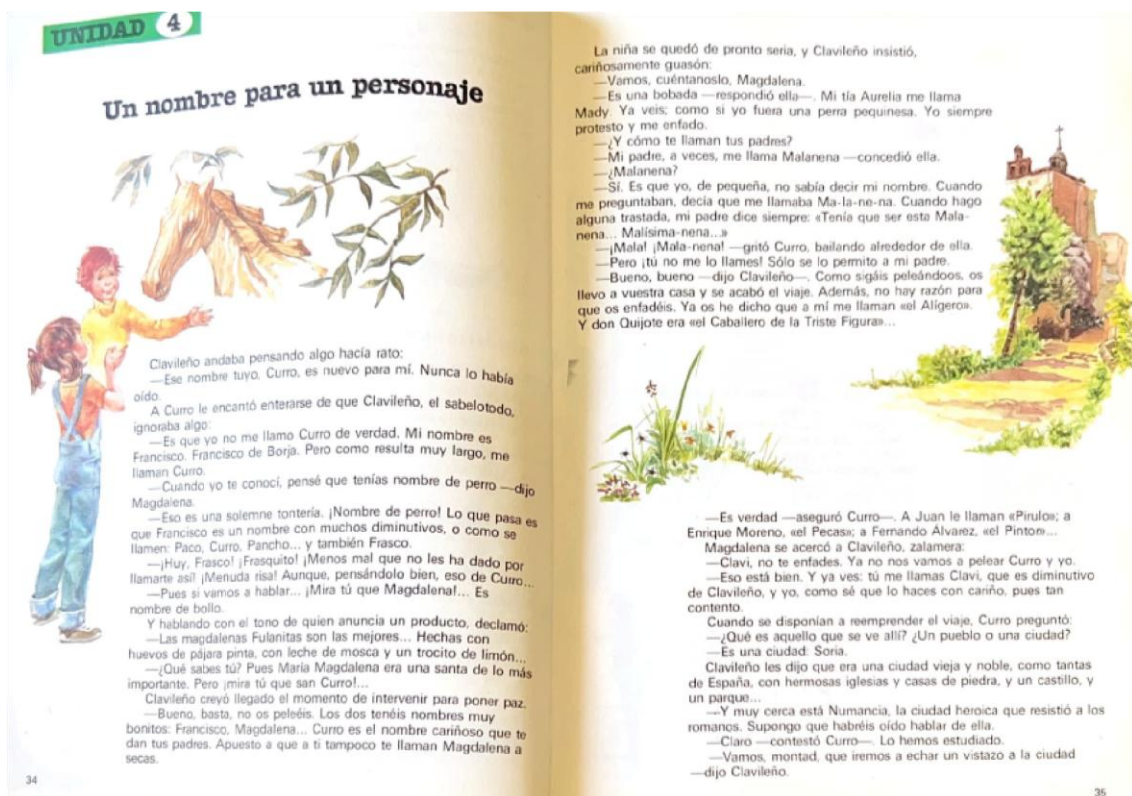 UNIDAD 4
Un nombre para un personaje
Clavileño andaba pensando algo hacía rato:
—Ese nombre tuyo, Curro, es nuevo para mí. Nunca lo había
oído.
A Curro le encantó enterarse de que Clavileño, el sabelotodo,
ignoraba algo:
—Es que yo no me llamo Curro de verdad. Mi nombre es
Francisco. Francisco de Borja. Pero como resulta muy largo, me
llaman Curro.
—Cuando yo te conocí, pensé que tenías nombre de perro —dijo
Magdalena.
—Eso es una solemne tontería. ¡Nombre de perro! Lo que pasa es
que Francisco es un nombre con muchos diminutivos, o como se
llamen: Paco, Curro, Pancho... y también Frasco.
—¡Huy, Frasco! ¡Frasquito! ¡Menos mal que no les ha dado por
llamarte así! ¡Menuda risa! Aunque, pensándolo bien, eso de Curro...
—Pues si vamos a hablar... ¡Mira tú que Magdalena!... Es
nombre de bollo.
Y hablando con el tono de quien anuncia un producto, declamó:
—Las magdalenas Fulanitas son las mejores... Hechas con
huevos de pájara pinta, con leche de mosca y un trocito de limón...
—¿Qué sabes tú? Pues María Magdalena era una santa de lo más
importante. Pero ¡mira tú que san Curro!...
Clavileño creyó llegado el momento de intervenir para poner paz.
—Bueno, basta, no os peleéis. Los dos tenéis nombres muy
bonitos: Francisco, Magdalena... Curro es el nombre cariñoso que te
dan tus padres. Apuesto a que a ti tampoco te llaman Magdalena a
secas.
34
La niña se quedó de pronto seria, y Clavileño insistió,
cariñosamente guasón:
—Vamos, cuéntanoslo, Magdalena.
—Es una bobada —respondió ella—. Mi tía Aurelia me llama
Mady. Ya veis; como si yo fuera una perra pequinesa. Yo siempre
protesto y me enfado.
—¿Y cómo te llaman tus padres?
—Mi padre, a veces, me llama Malanena —concedió ella.
—¿Malanena?
—Sí. Es que yo, de pequeña, no sabía decir mi nombre. Cuando
me preguntaban, decía que me llamaba Ma-la-ne-na. Cuando hago
alguna trastada, mi padre dice siempre: «Tenía que ser esta Mala-
nena... Malísima-nena...»
—¡Mala! ¡Mala-nena! —gritó Curro, bailando alrededor de ella.
—Pero ¡tú no me lo llames! Sólo se lo permito a mi padre.
—Bueno, bueno —dijo Clavileño—. Como sigáis peleándoos, os
llevo a vuestra casa y se acabó el viaje. Además, no hay razón para
que os enfadéis. Ya os he dicho que a mí me llaman «el Alígero».
Y don Quijote era «el Caballero de la Triste Figura»...
—Es verdad —aseguró Curro—. A Juan le llaman «Pirulo»; a
Enrique Moreno, «el Pecas»; a Fernando Álvarez, «el Pinton»...
Magdalena se acercó a Clavileño, zalamera:
—Clavi, no te enfades. Ya no nos vamos a pelear Curro y yo.
—Eso está bien. Y ya ves: tú me llamas Clavi, que es diminutivo
de Clavileño, y yo, como sé que lo haces con cariño, pues tan
contento.
Cuando se disponían a reemprender el viaje, Curro preguntó:
—¿Qué es aquello que se ve allí? ¿Un pueblo o una ciudad?
—Es una ciudad: Soria.
Clavileño les dijo que era una ciudad vieja y noble, como tantas
de España, con hermosas iglesias y casas de piedra, y un castillo, y
un parque...
—Y muy cerca está Numancia, la ciudad heroica que resistió a los
romanos. Supongo que habréis oído hablar de ella.
—Claro —contestó Curro—. Lo hemos estudiado.
—Vamos, montad, que iremos a echar un vistazo a la ciudad
—dijo Clavileño.
35